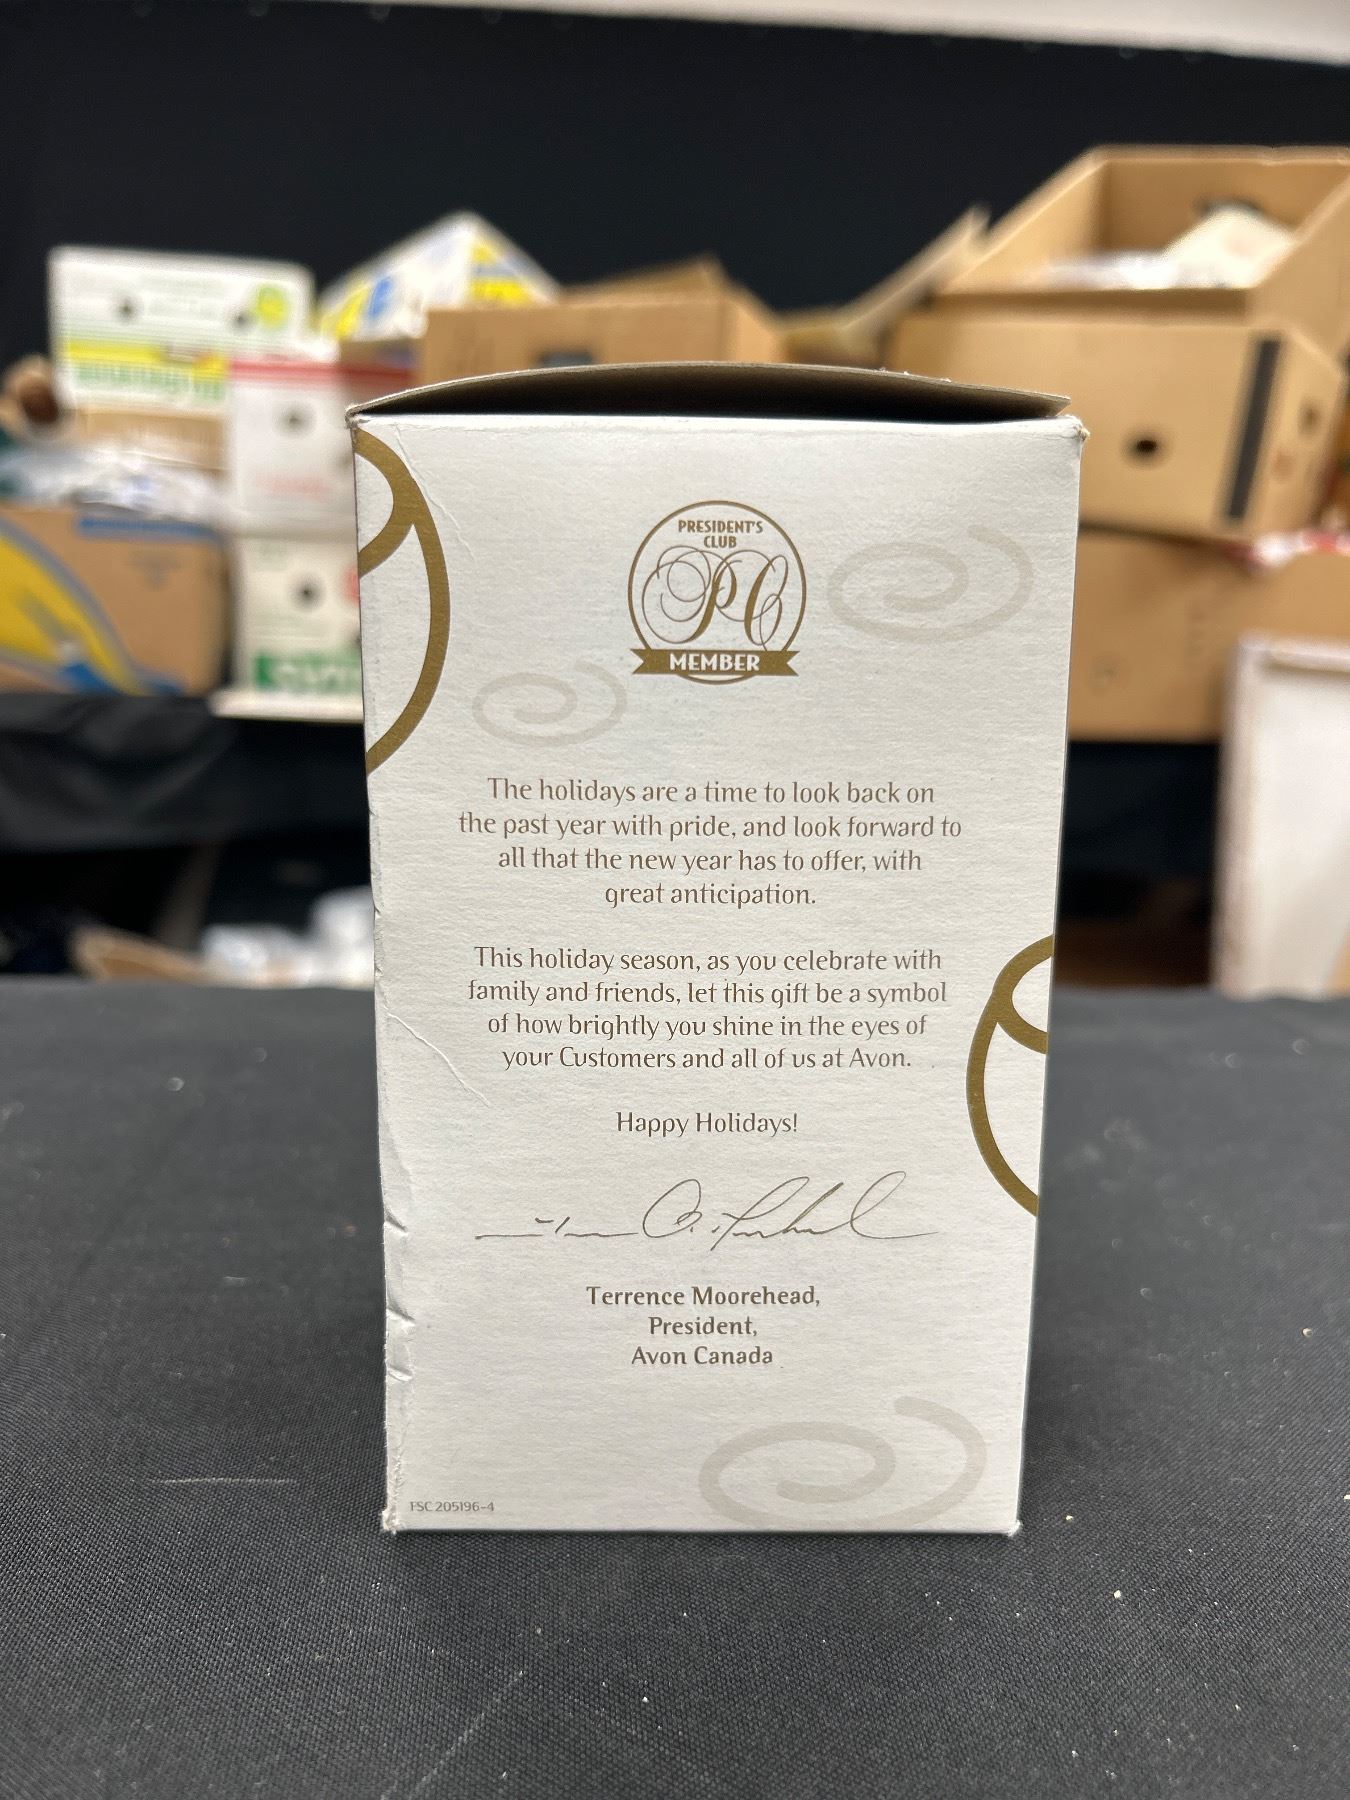 PRESIDENT'S
CLUB
PC
MEMBER
The holidays are a time to look back on
the past year with pride, and look forward to
all that the new year has to offer, with
great anticipation.
This holiday season, as you celebrate with
family and friends, let this gift be a symbol
of how brightly you shine in the eyes of
your Customers and all of us at Avon.
Happy Holidays!
Terrence Moorehead,
President,
Avon Canada
FSC 205196-4